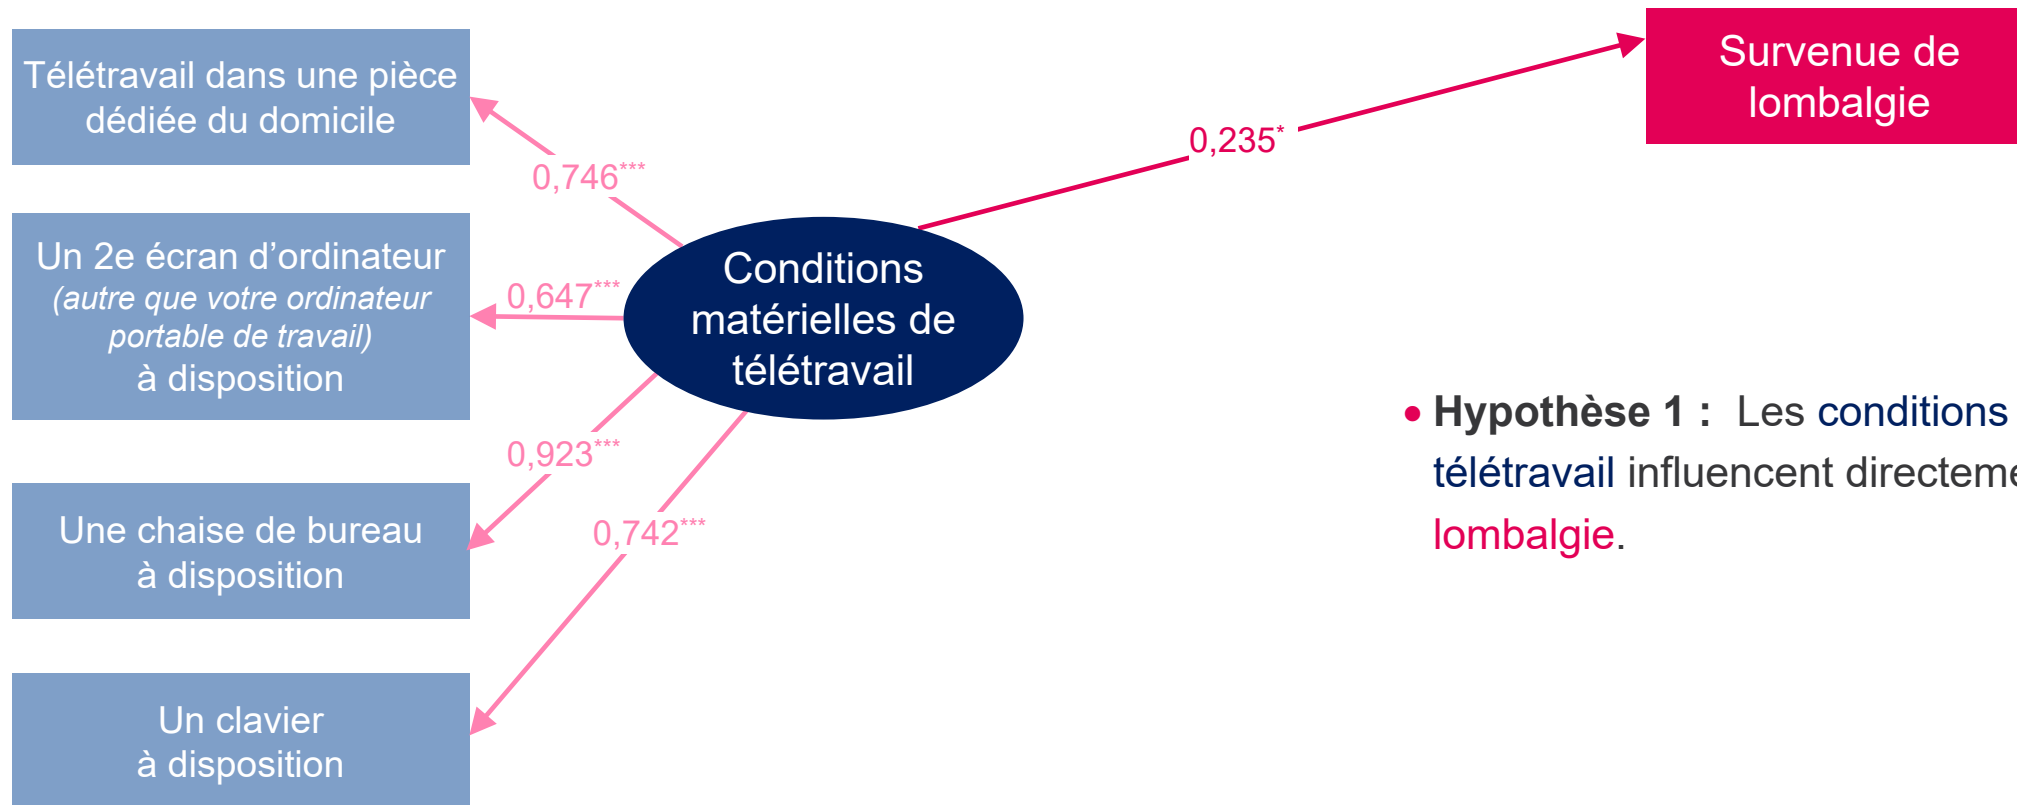 Télétravail dans une pièce
dédiée du domicile
Un 2e écran d’ordinateur
(autre que votre ordinateur
portable de travail)
à disposition
Une chaise de bureau
à disposition
Un clavier
à disposition
0,746***
0,647***
0,923***
0,742***
Conditions
matérielles de
télétravail
0,235*
Survenue de
lombalgie
• Hypothèse 1 : Les conditions
télétravail influencent directeme
lombalgie.